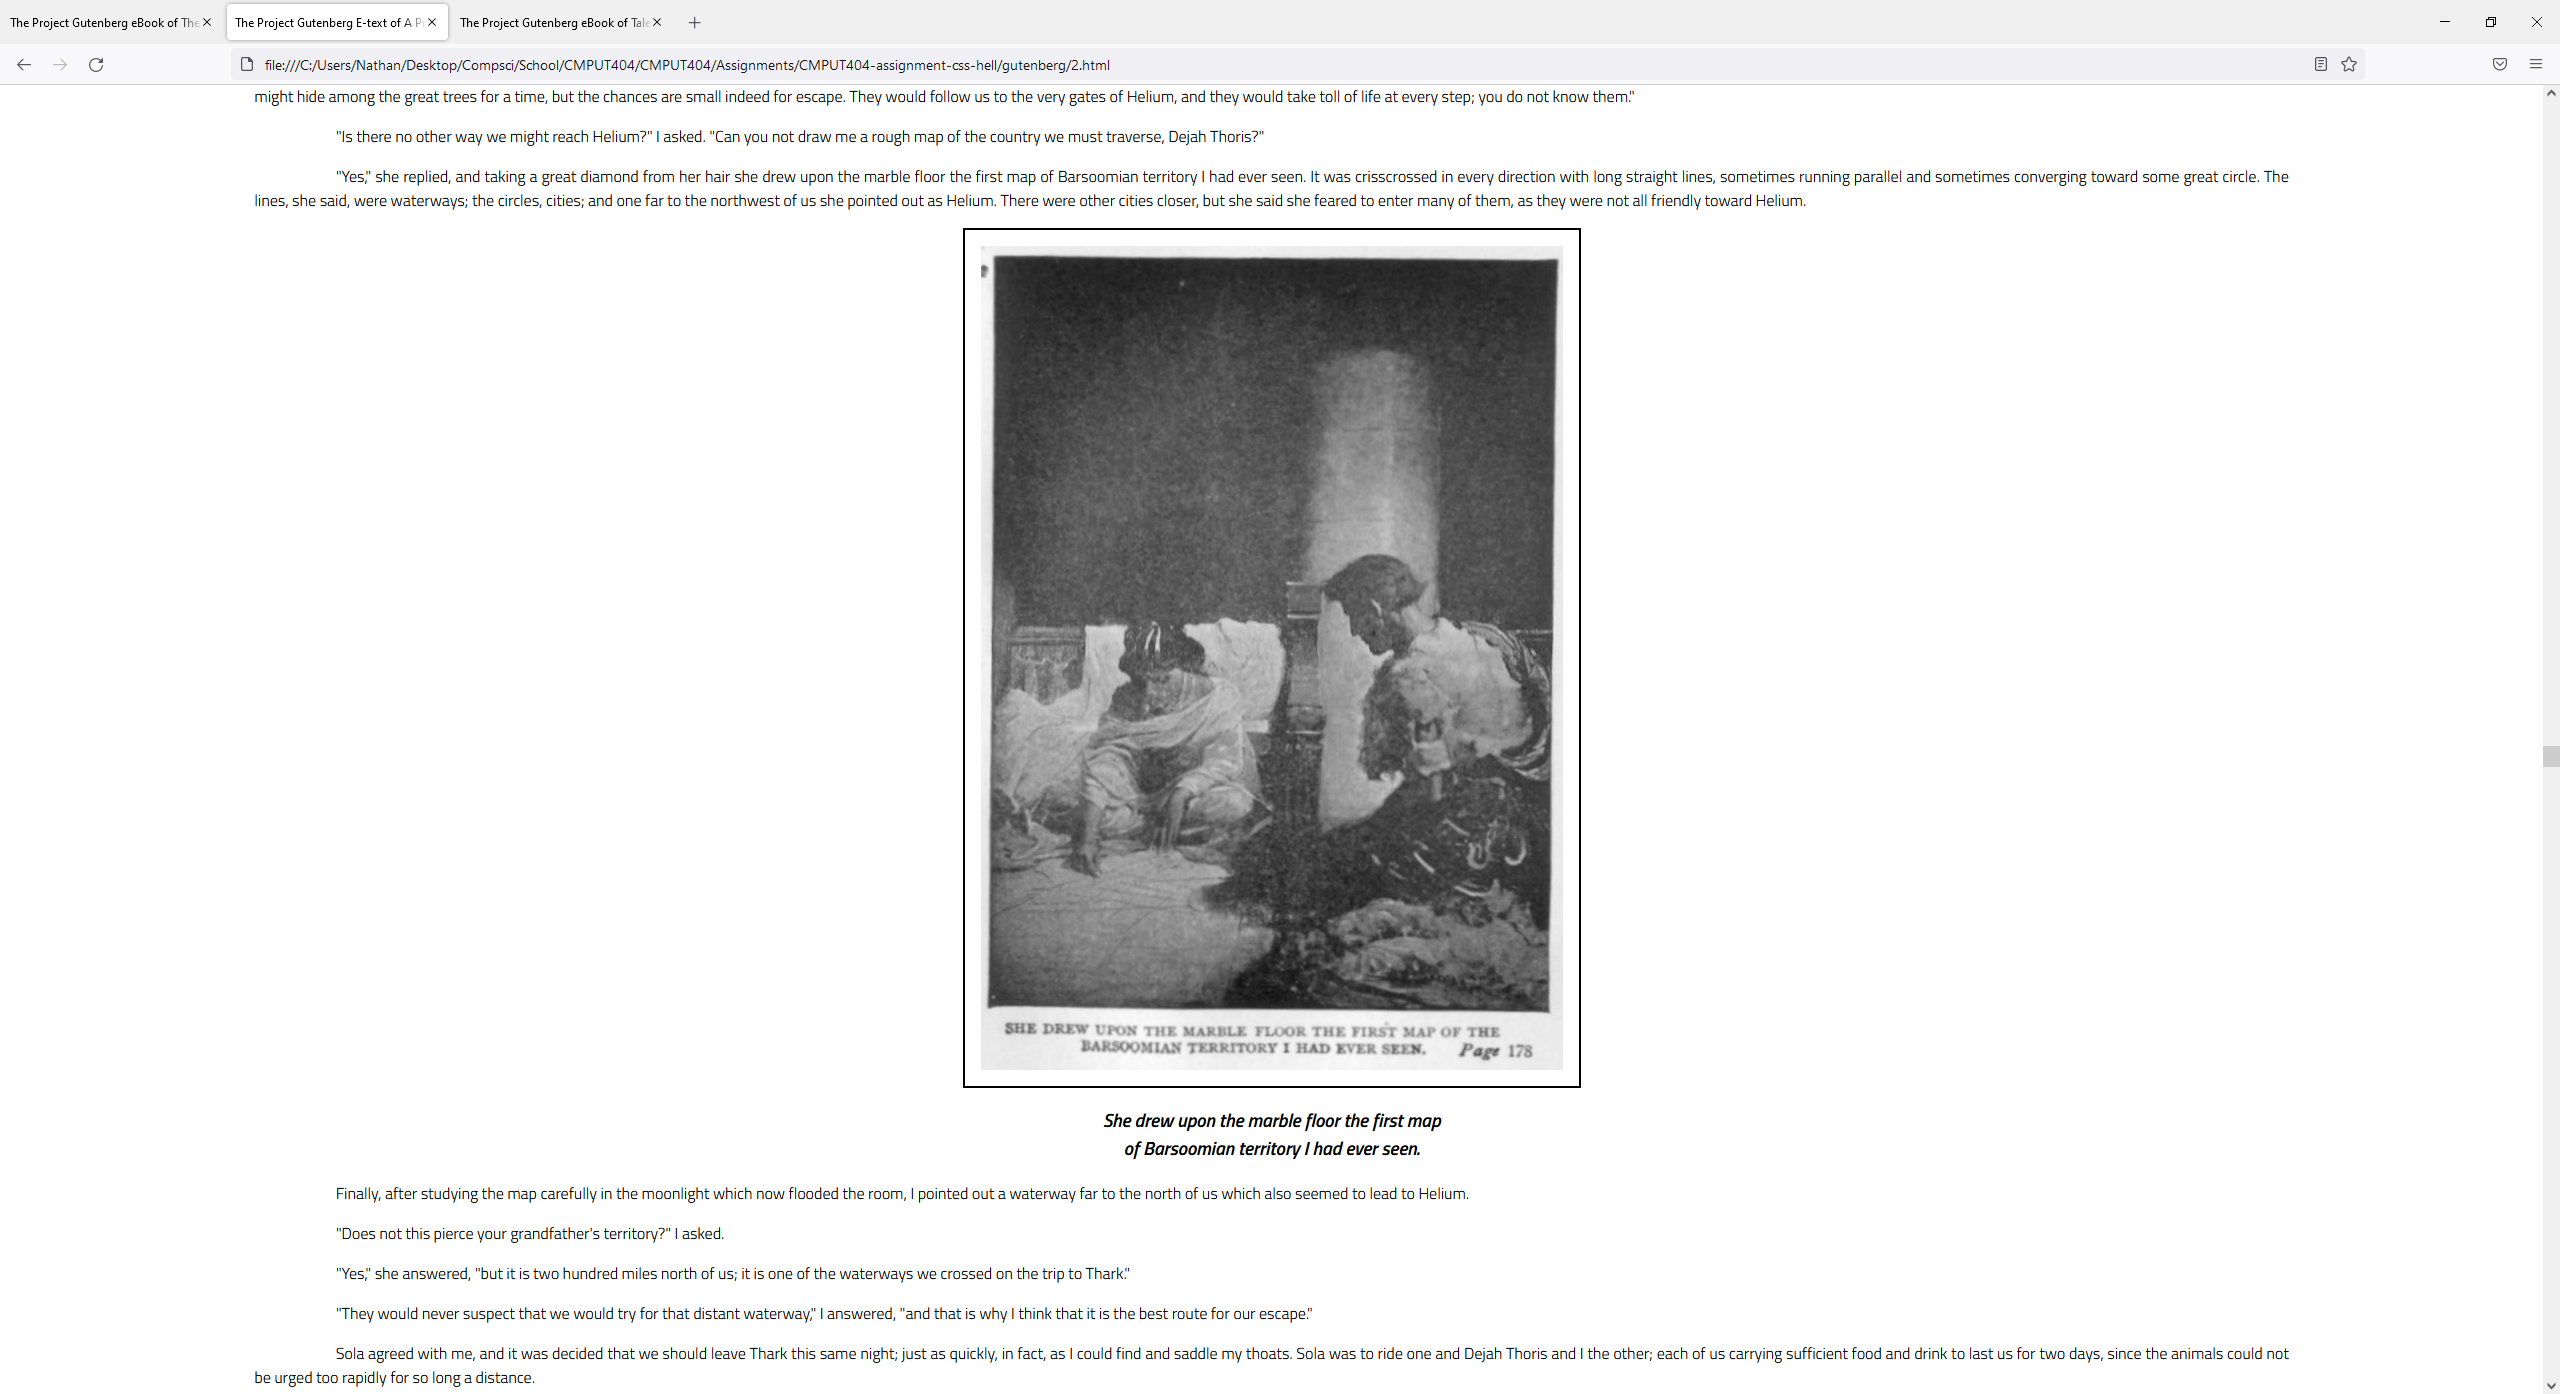 The Project Gutenberg eBook of The
The Project Gutenberg E-text of A P
The Project Gutenberg eBook of Tale
file:///C:/Users/Nathan/Desktop/Compsci/School/CMPUT404/CMPUT404/Assignments/CMPUT404-assignment-css-hell/gutenberg/2.html
might hide among the great trees for a time, but the chances are small indeed for escape. They would follow us to the very gates of Helium, and they would take toll of life at every step; you do not know them."
"Is there no other way we might reach Helium?" I asked. "Can you not draw me a rough map of the country we must traverse, Dejah Thoris?"
"Yes," she replied, and taking a great diamond from her hair she drew upon the marble floor the first map of Barsoomian territory I had ever seen. It was crisscrossed in every direction with long straight lines, sometimes running parallel and sometimes converging toward some great circle. The
lines, she said, were waterways; the circles, cities; and one far to the northwest of us she pointed out as Helium. There were other cities closer, but she said she feared to enter many of them, as they were not all friendly toward Helium.
SHE DREW UPON THE MARBLE FLOOR THE FIRST MAP OF THE
BARSOOMIAN TERRITORY I HAD EVER SEEN. Page 178
She drew upon the marble floor the first map
of Barsoomian territory I had ever seen.
Finally, after studying the map carefully in the moonlight which now flooded the room, I pointed out a waterway far to the north of us which also seemed to lead to Helium.
"Does not this pierce your grandfather's territory?" I asked.
"Yes," she answered, "but it is two hundred miles north of us; it is one of the waterways we crossed on the trip to Thark."
"They would never suspect that we would try for that distant waterway," I answered, "and that is why I think that it is the best route for our escape."
Sola agreed with me, and it was decided that we should leave Thark this same night; just as quickly, in fact, as I could find and saddle my thoats. Sola was to ride one and Dejah Thoris and I the other; each of us carrying sufficient food and drink to last us for two days, since the animals could not
be urged too rapidly for so long a distance.